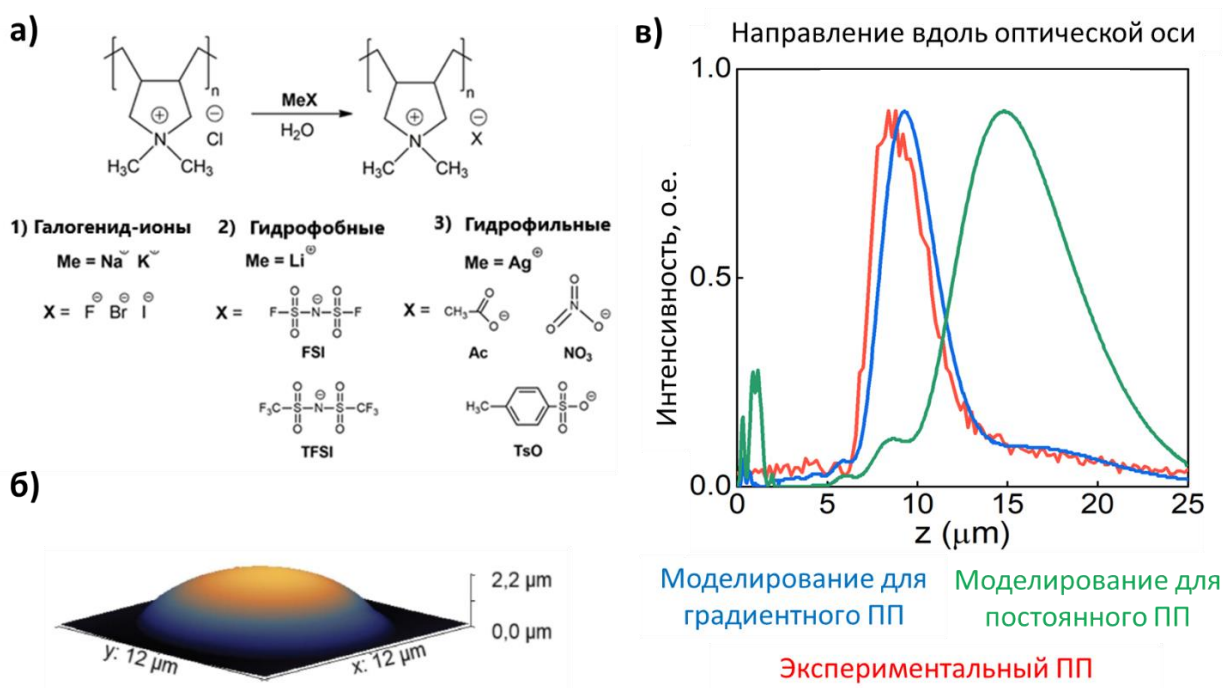 а)
n
Cl
N
H₃C CH₃
MeX
H₂O
n
X
N
H₃C CH₃
1) Галогенид-ионы
Me = Na K
X = F Br I
2) Гидрофобные
Me = Li
X =
F-S-N-S-F
O O
O O
FSI
F₃C-S-N-S-CF₃
O O
O O
TFSI
3) Гидрофильные
Me = Ag
X =
CH₃ O
O
Ac
O N O
O
NO₃
CH₃
O
S-O
O
TsO
б)
2,2 µm
0,0 µm
y: 12 µm
x: 12 µm
в)
Направление вдоль оптической оси
Интенсивность, о.е.
1.0
0.5
0.0
0 5 10 15 20 25
z (µm)
Моделирование для
градиентного ПП
Моделирование для
постоянного ПП
Экспериментальный ПП